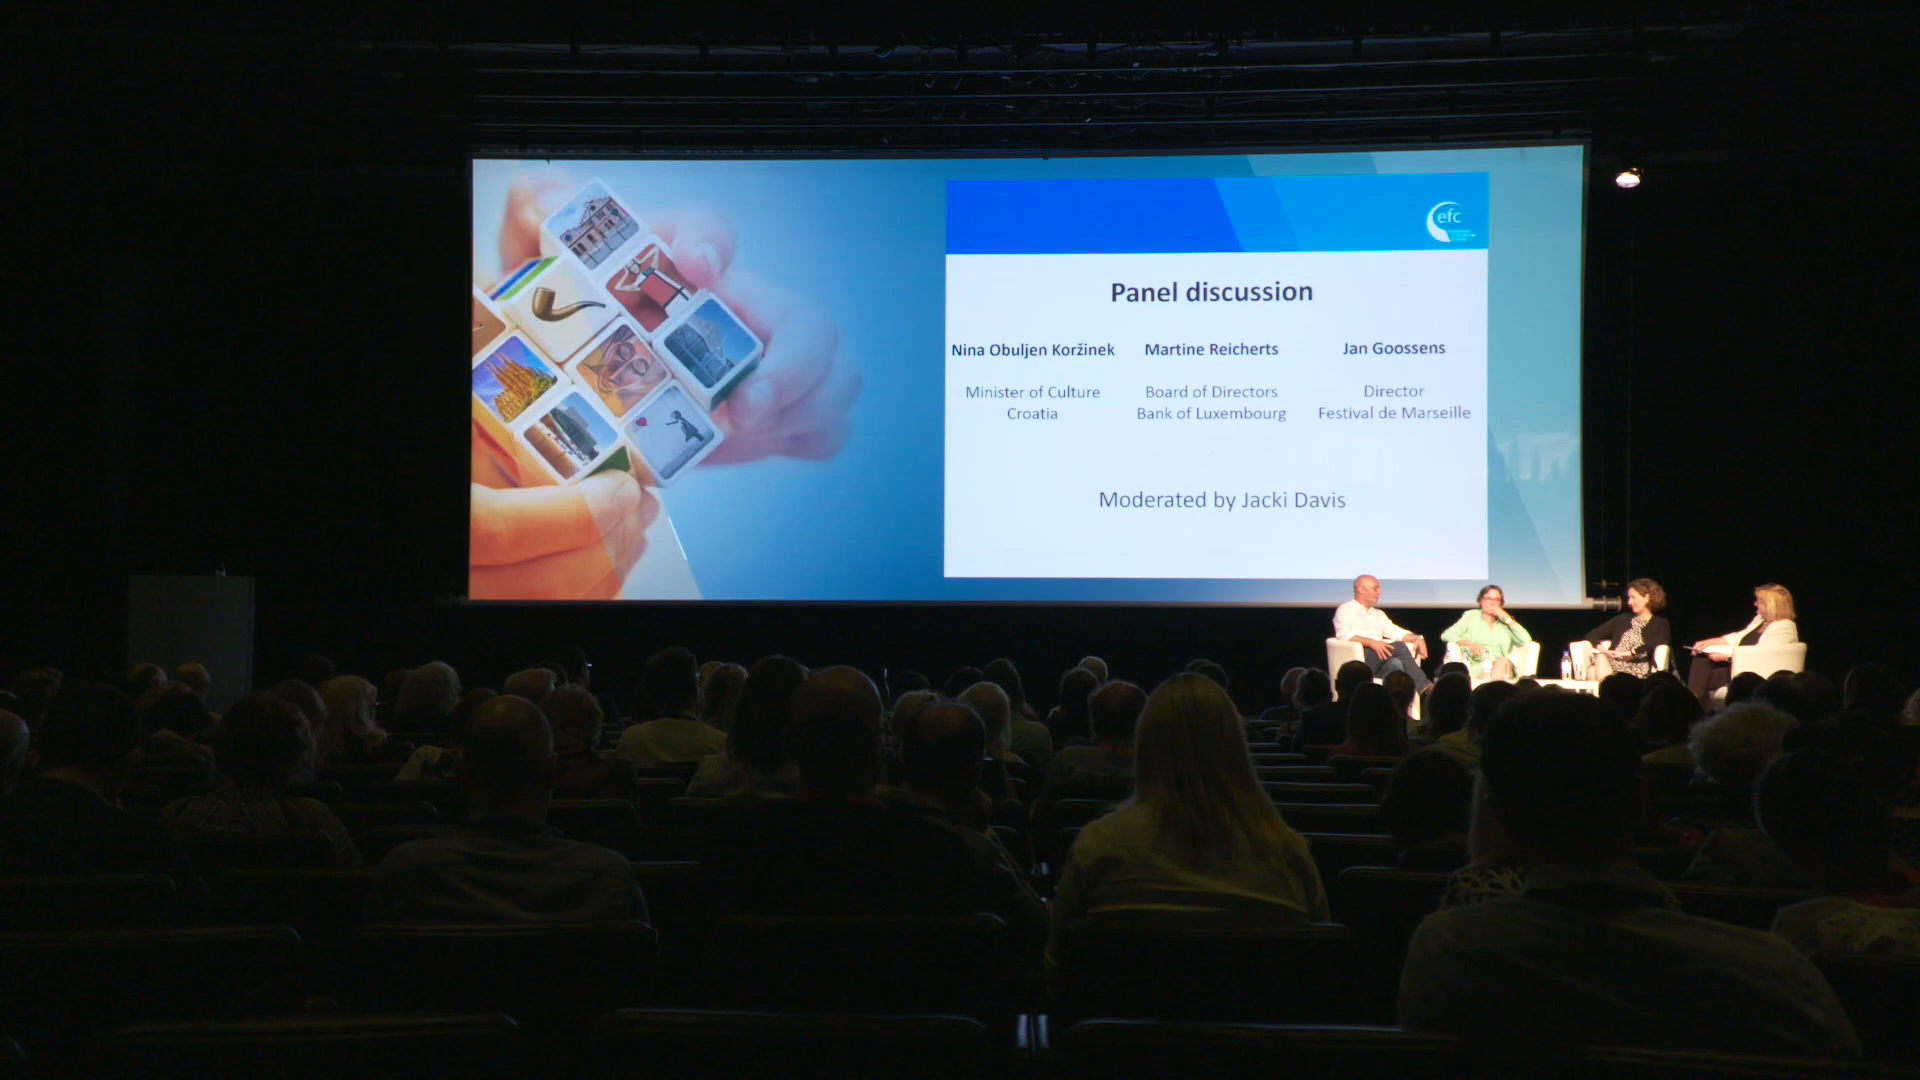 efc
Panel discussion
Nina Obuljen Koržinek
Minister of Culture
Croatia
Martine Reicherts
Board of Directors
Bank of Luxembourg
Jan Goossens
Director
Festival de Marseille
Moderated by Jacki Davis